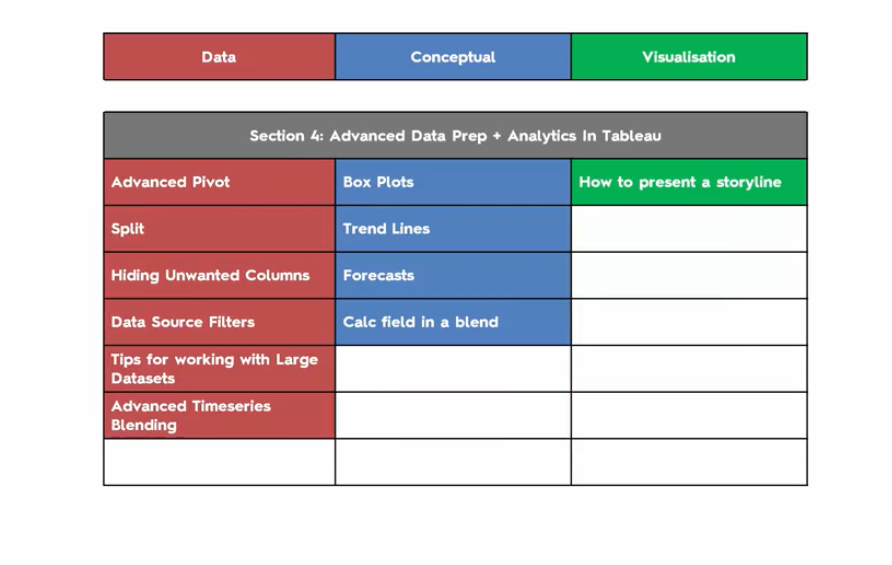 Data
Conceptual
Visualisation
Section 4: Advanced Data Prep + Analytics In Tableau
Advanced Pivot
Box Plots
How to present a storyline
Split
Trend Lines
Hiding Unwanted Columns
Forecasts
Data Source Filters
Calc field in a blend
Tips for working with Large
Datasets
Advanced Timeseries
Blending